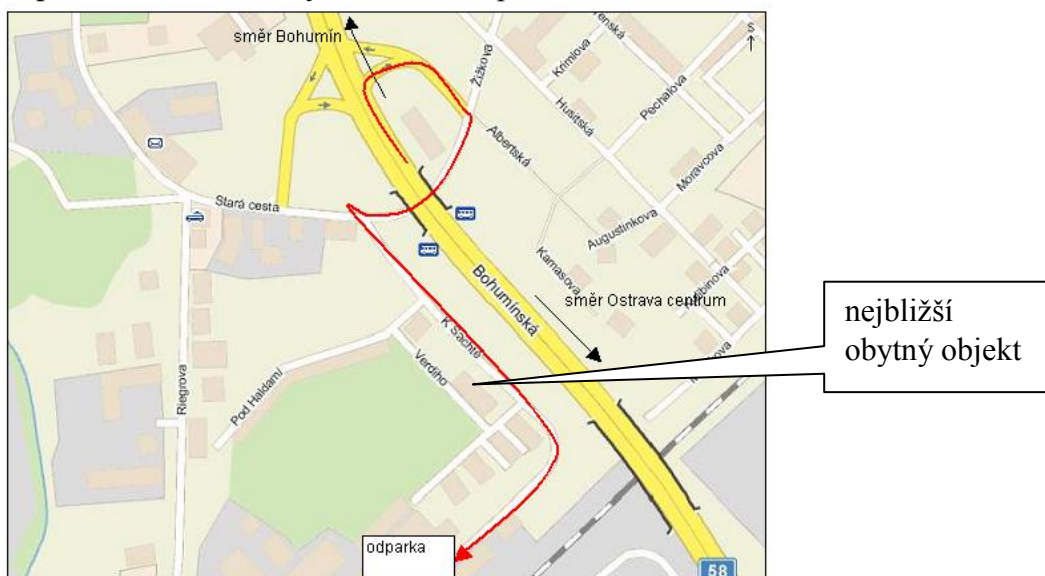 směr Bohumín
S
Žižkova
Krimlova
Husitská
Pechalova
Albertská
Moravcova
Stará cesta
Augustinkova
Kamasova
Bohumínská
směr Ostrava centrum
nejbližší
obytný objekt
K Šachtě
Verdiho
Pod Haldami
Riegrova
odparka
58